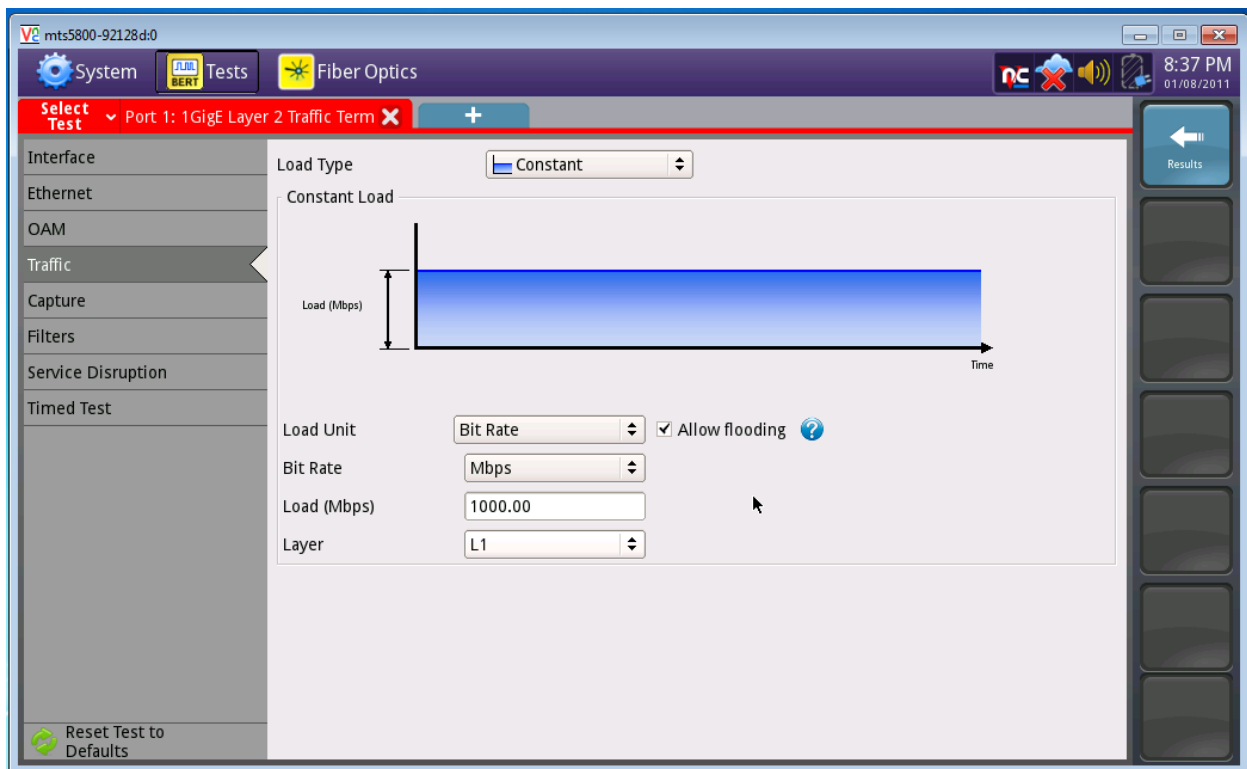 V2 mts5800-92128d:0
System BERT Tests Fiber Optics nc 8:37 PM
01/08/2011
Select Test Port 1: 1GigE Layer 2 Traffic Term +
Results
Interface
Ethernet
OAM
Traffic
Capture
Filters
Service Disruption
Timed Test
Reset Test to
Defaults
Load Type Constant
Constant Load
Load (Mbps)
Time
Load Unit Bit Rate Allow flooding ?
Bit Rate Mbps
Load (Mbps) 1000.00
Layer L1